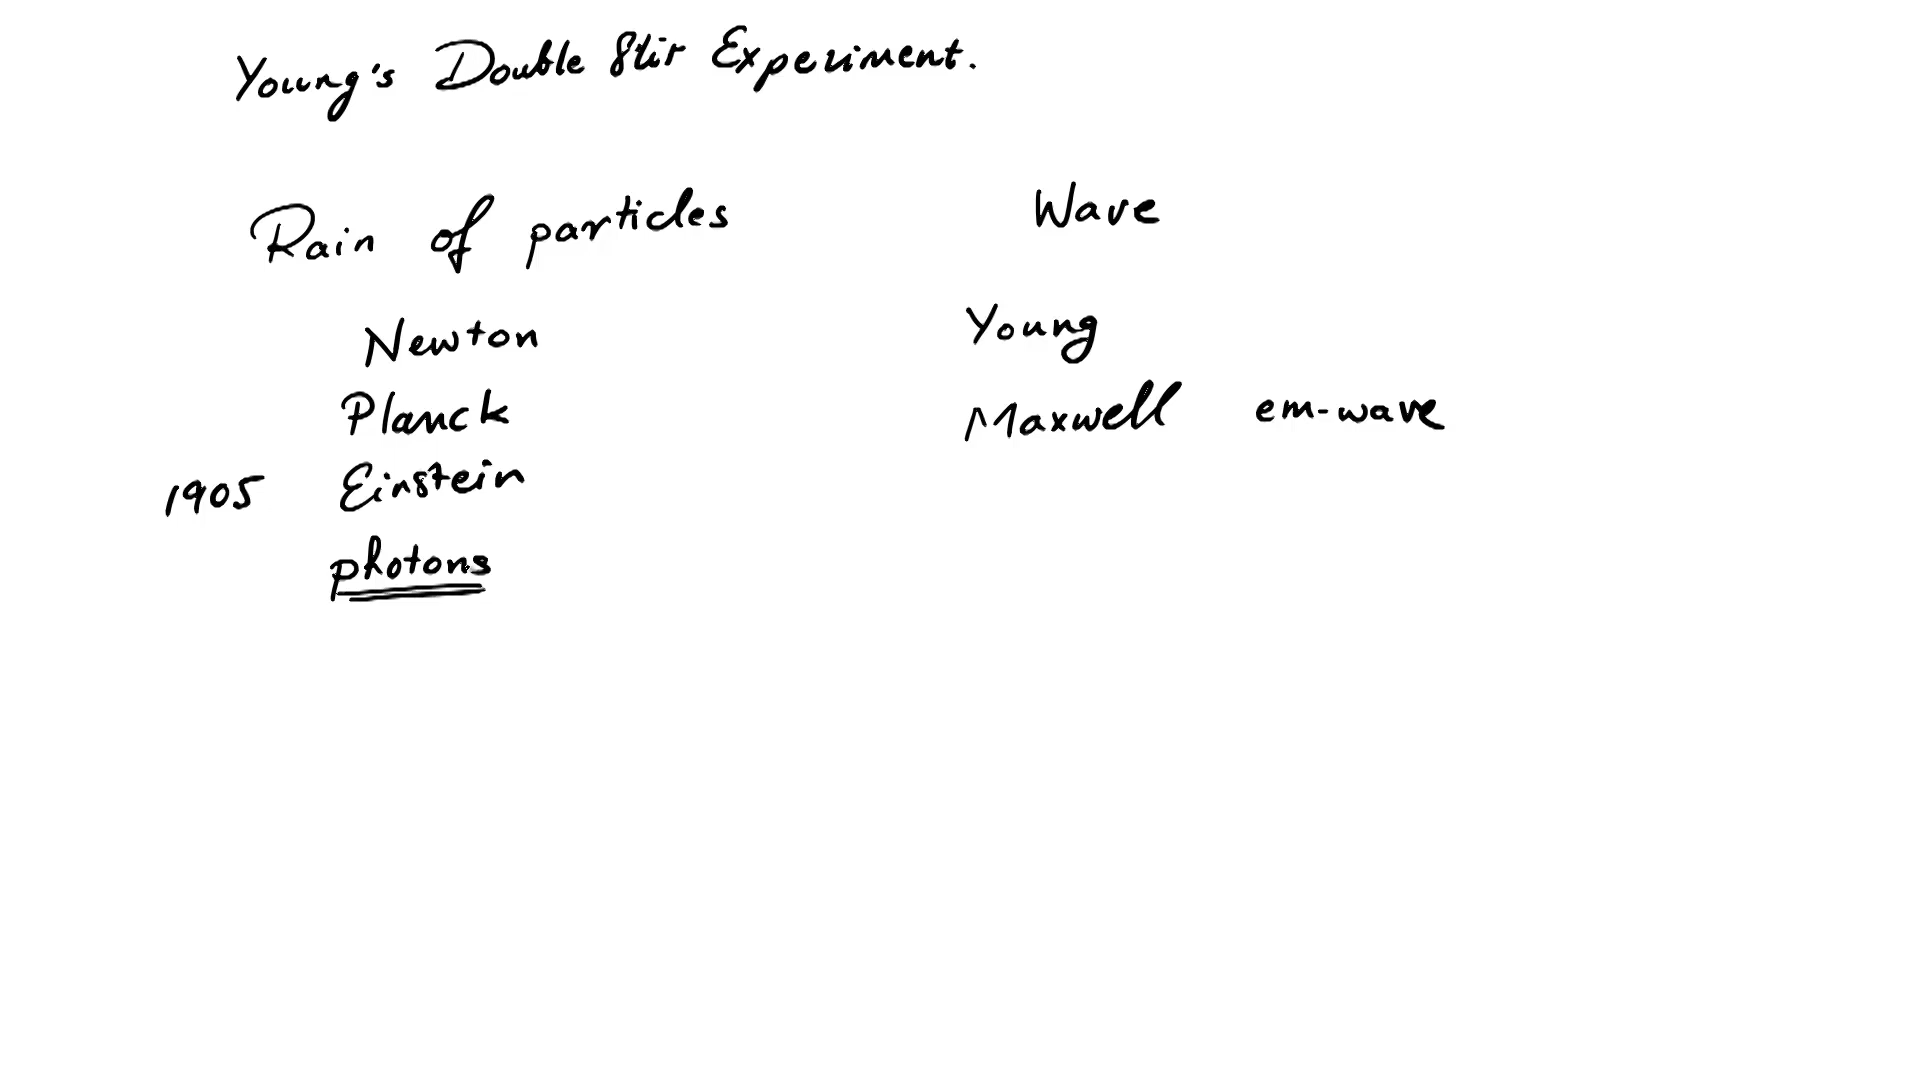 Young's Double Slit Experiment.
Rain of particles
Wave
Newton
Young
Planck
Maxwell em-wave
1905 Einstein
photons